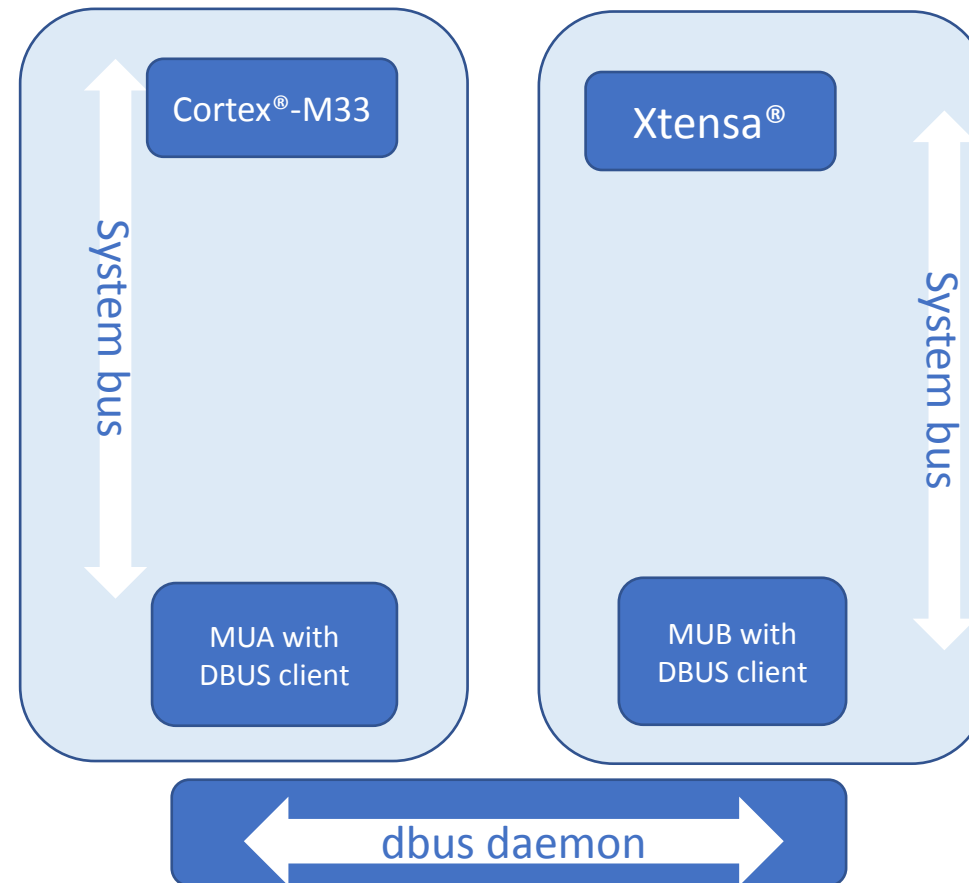 Cortex®-M33
System bus
MUA with
DBUS client
Xtensa®
System bus
MUB with
DBUS client
dbus daemon